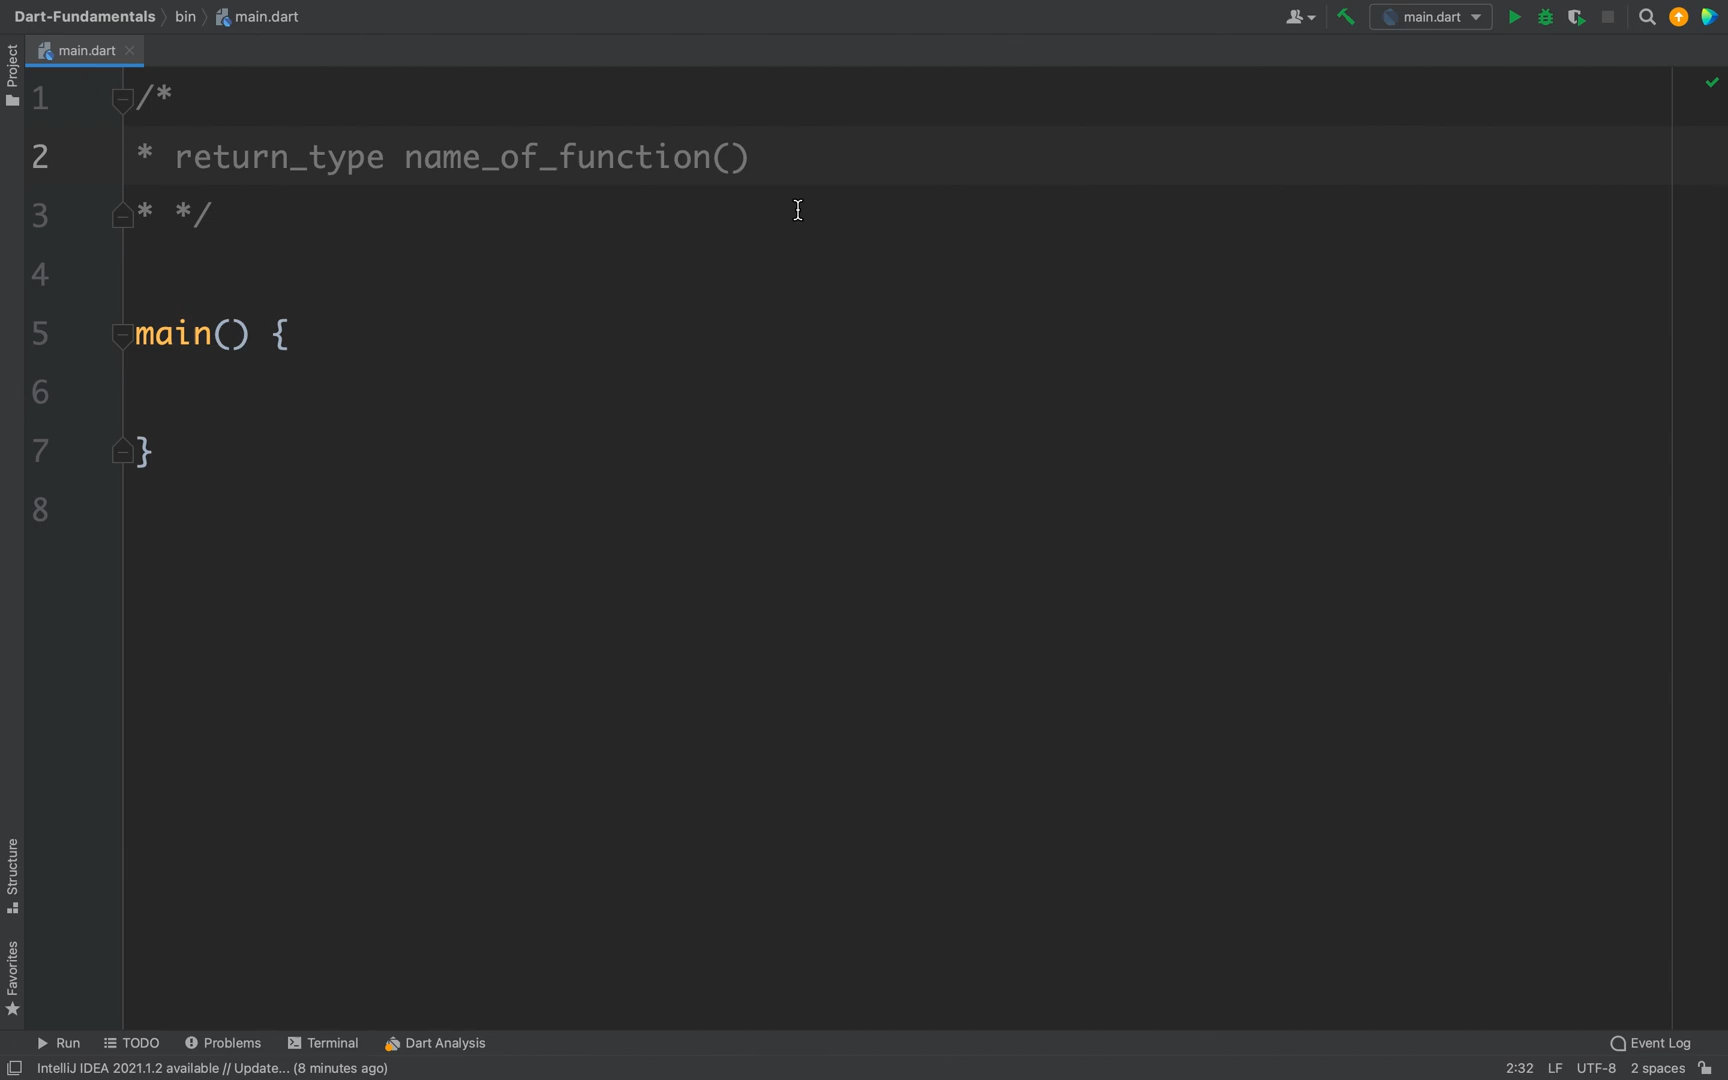 Dart-Fundamentals bin main.dart main.dart
Project main.dart
1 /*
2 * return_type name_of_function()
3 * */
4
5 main() {
6
7 }
8
Structure
Favorites
Run TODO Problems Terminal Dart Analysis Event Log
IntelliJ IDEA 2021.1.2 available // Update... (8 minutes ago) 2:32 LF UTF-8 2 spaces